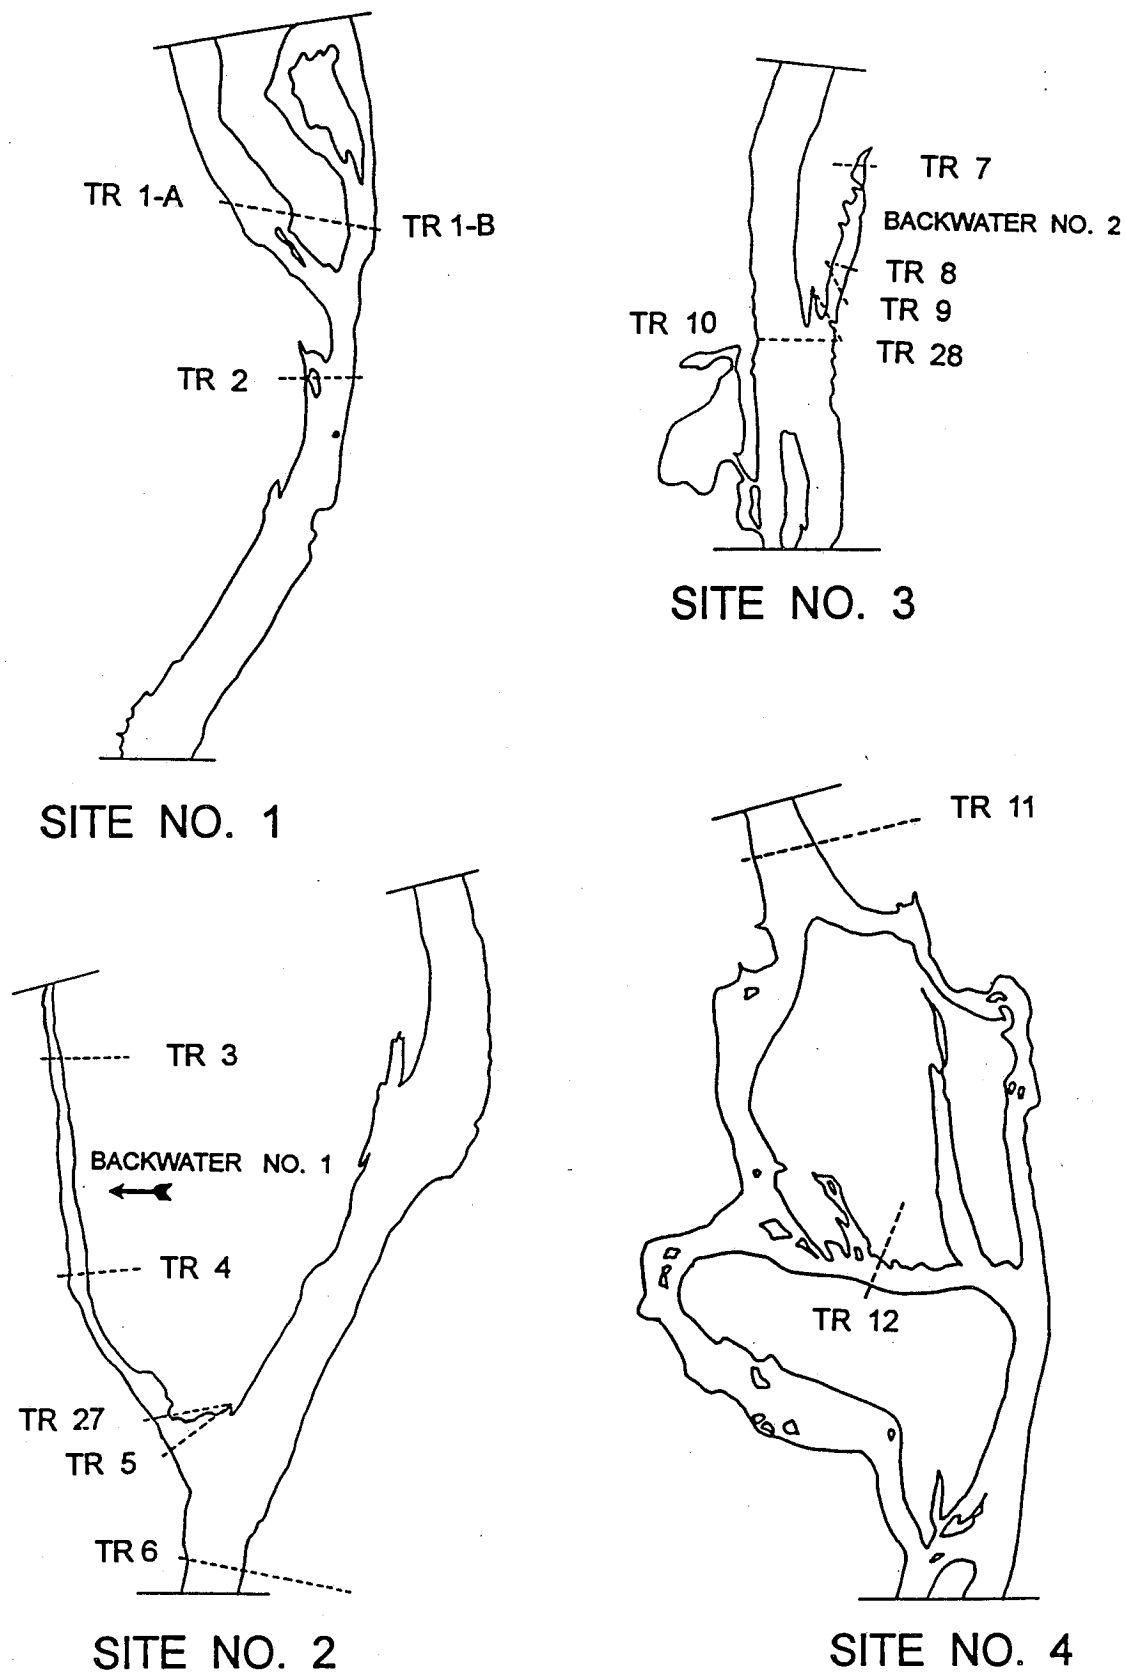 TR 1-A
TR 1-B
TR 2
SITE NO. 1
TR 7
BACKWATER NO. 2
TR 8
TR 9
TR 10
TR 28
SITE NO. 3
TR 3
BACKWATER NO. 1
TR 4
TR 27
TR 5
TR 6
SITE NO. 2
TR 11
TR 12
SITE NO. 4